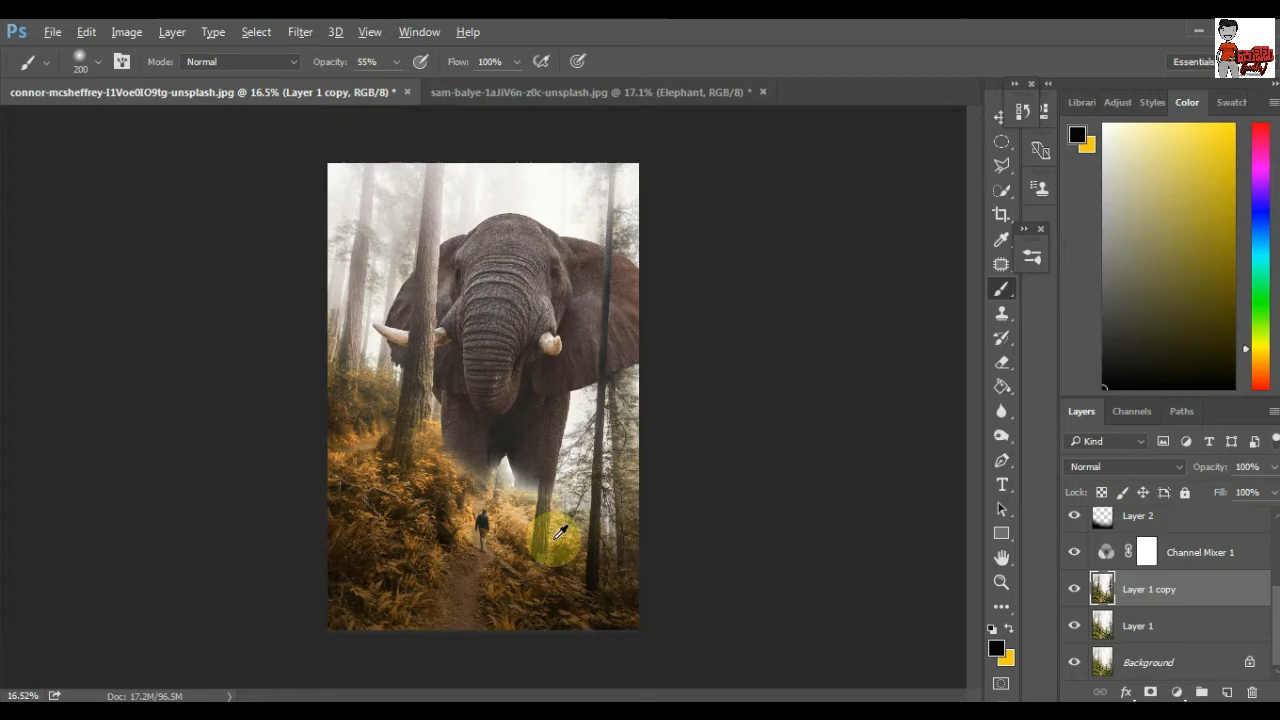 Ps File Edit Image Layer Type Select Filter 3D View Window Help
200 Mode: Normal Opacity: 55% Flow: 100% Essentials
connor-mcsheffrey-I1Voe0IO9tg-unsplash.jpg @ 16.5% (Layer 1 copy, RGB/8) * sam-balye-1aJiV6n-z0c-unsplash.jpg @ 17.1% (Elephant, RGB/8) *
Librari Adjus Styles Color Swatch
Layers Channels Paths
Kind
Normal Opacity: 100%
Lock: Fill: 100%
Layer 2
Channel Mixer 1
Layer 1 copy
Layer 1
Background
16.52% Doc: 17.2M/96.5M